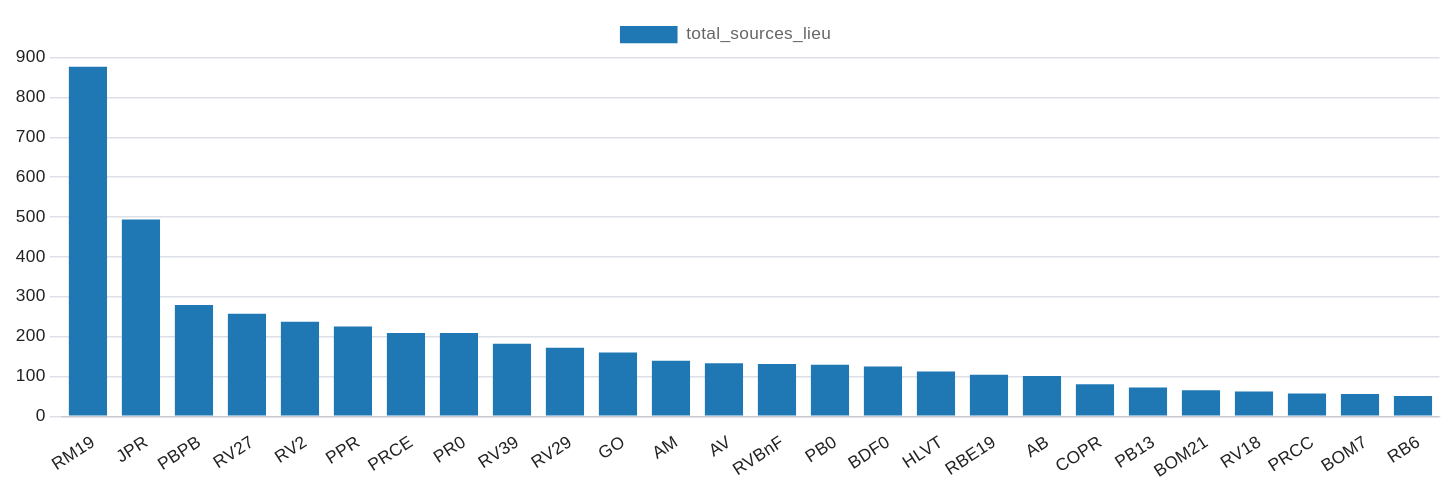 total_sources_lieu
900
800
700
600
500
400
300
200
100
0
RM19
JPR
PBPB
RV27
RV2
PPR
PRCE
PR0
RV39
RV29
GO
AM
AV
RVBnF
PB0
BDF0
HLVT
RBE19
AB
COPR
PB13
BOM21
RV18
PRCC
BOM7
RB6